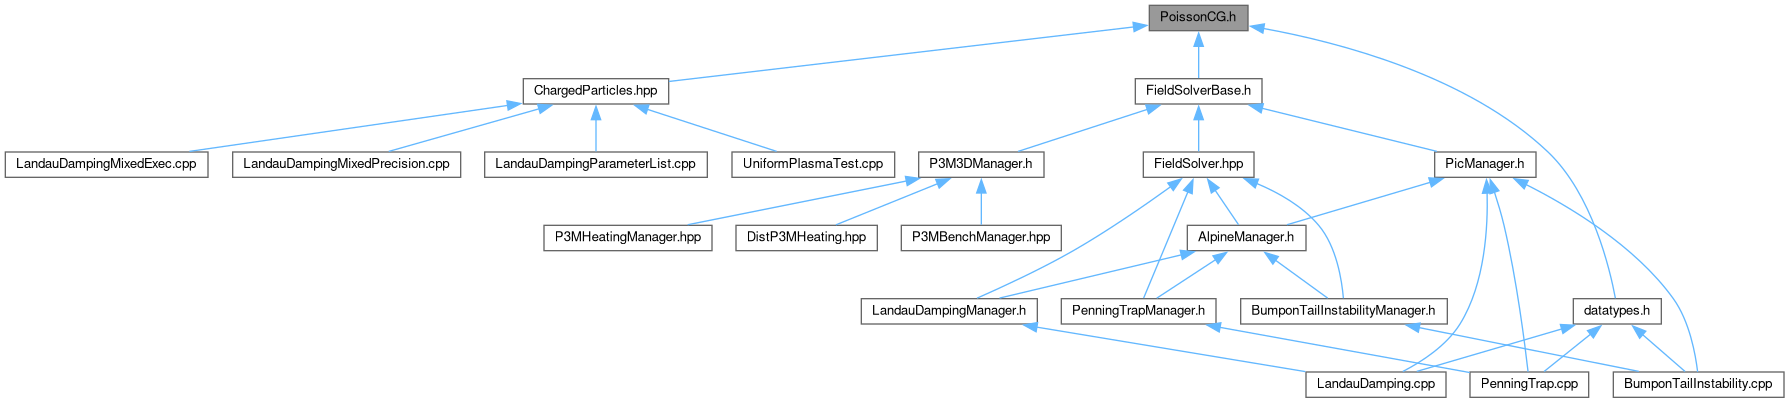 PoissonCG.h
ChargedParticles.hpp
FieldSolverBase.h
LandauDampingMixedExec.cpp
LandauDampingMixedPrecision.cpp
LandauDampingParameterList.cpp
UniformPlasmaTest.cpp
P3M3DManager.h
FieldSolver.hpp
PicManager.h
P3MHeatingManager.hpp
DistP3MHeating.hpp
P3MBenchManager.hpp
AlpineManager.h
LandauDampingManager.h
PenningTrapManager.h
BumponTailInstabilityManager.h
datatypes.h
LandauDamping.cpp
PenningTrap.cpp
BumponTailInstability.cpp